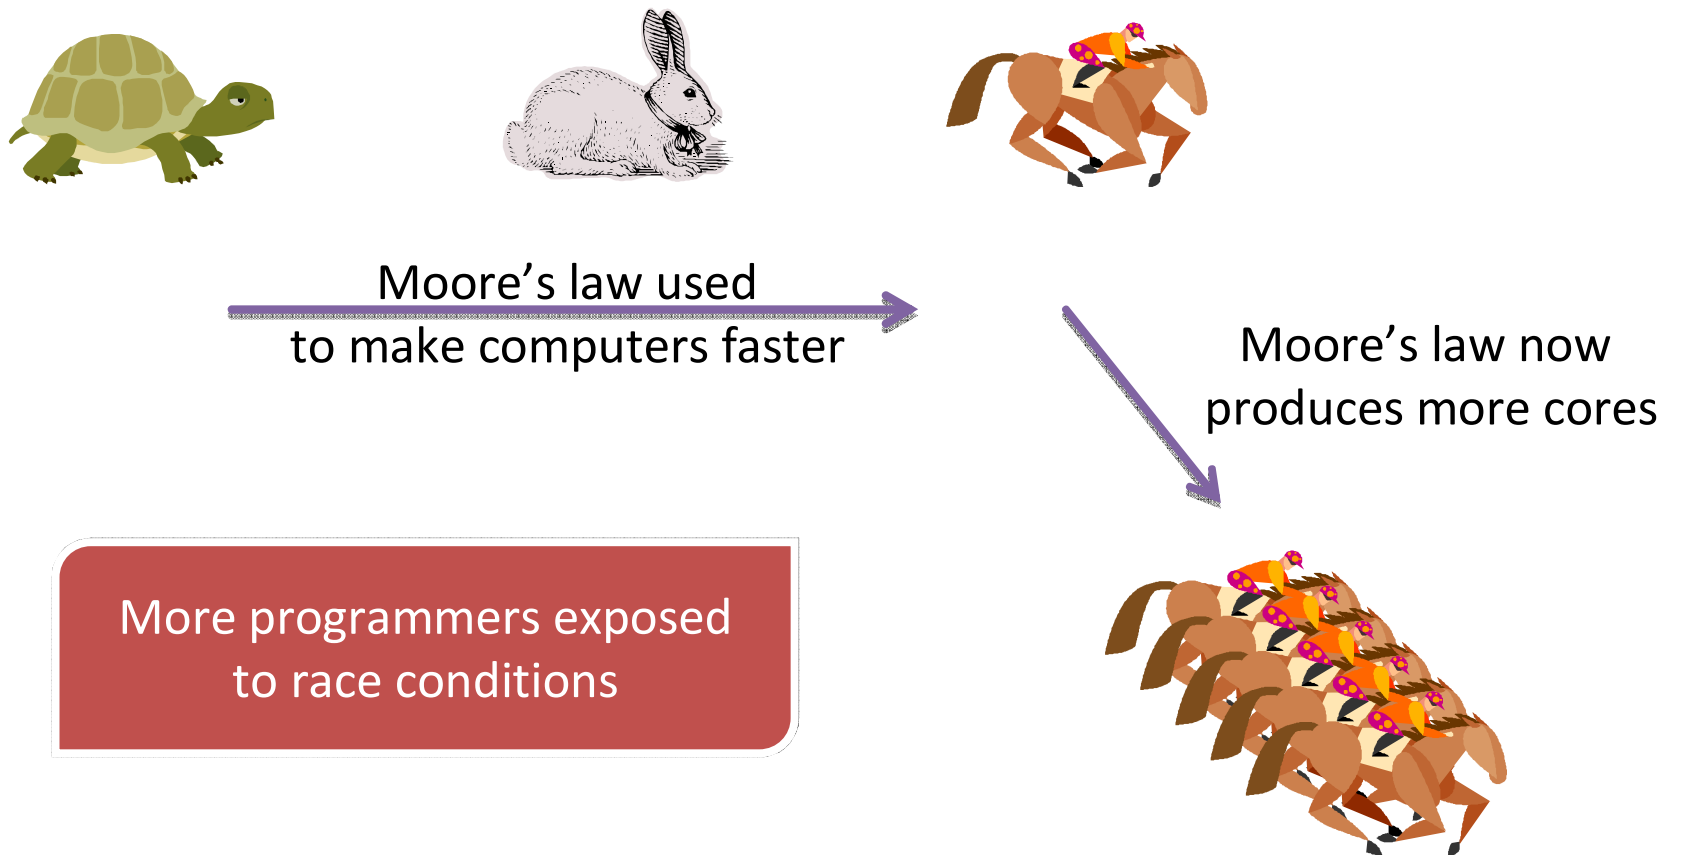 Moore’s law used
to make computers faster
Moore’s law now
produces more cores
More programmers exposed
to race conditions